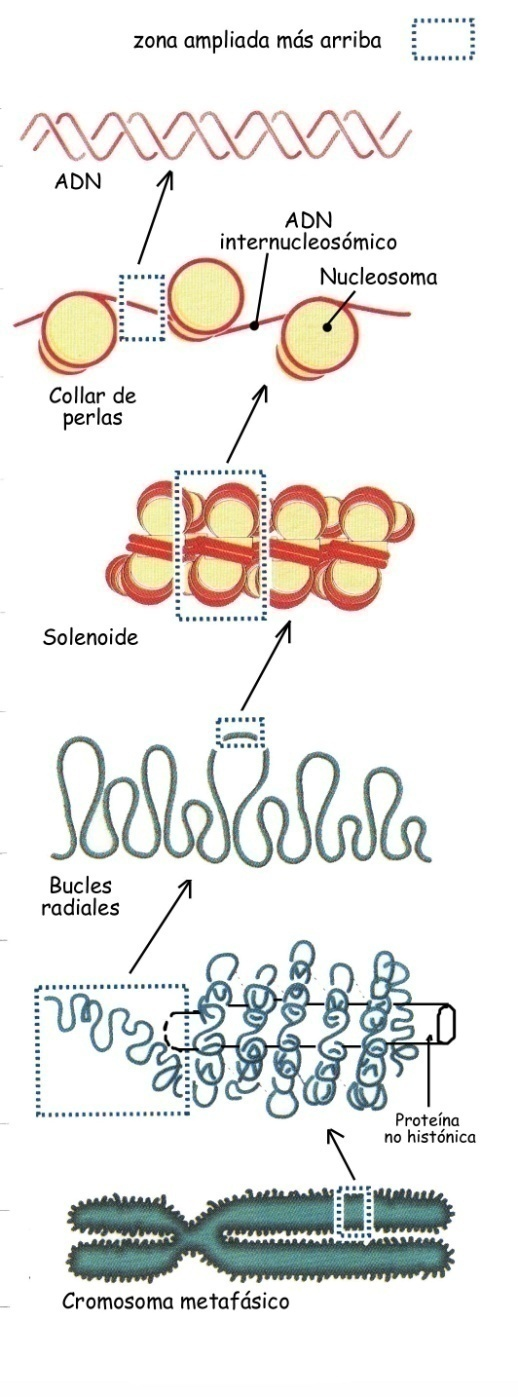 zona ampliada más arriba
ADN
ADN
internucleosómico
Nucleosoma
Collar de
perlas
Solenoide
Bucles
radiales
Proteína
no histónica
Cromosoma metafásico